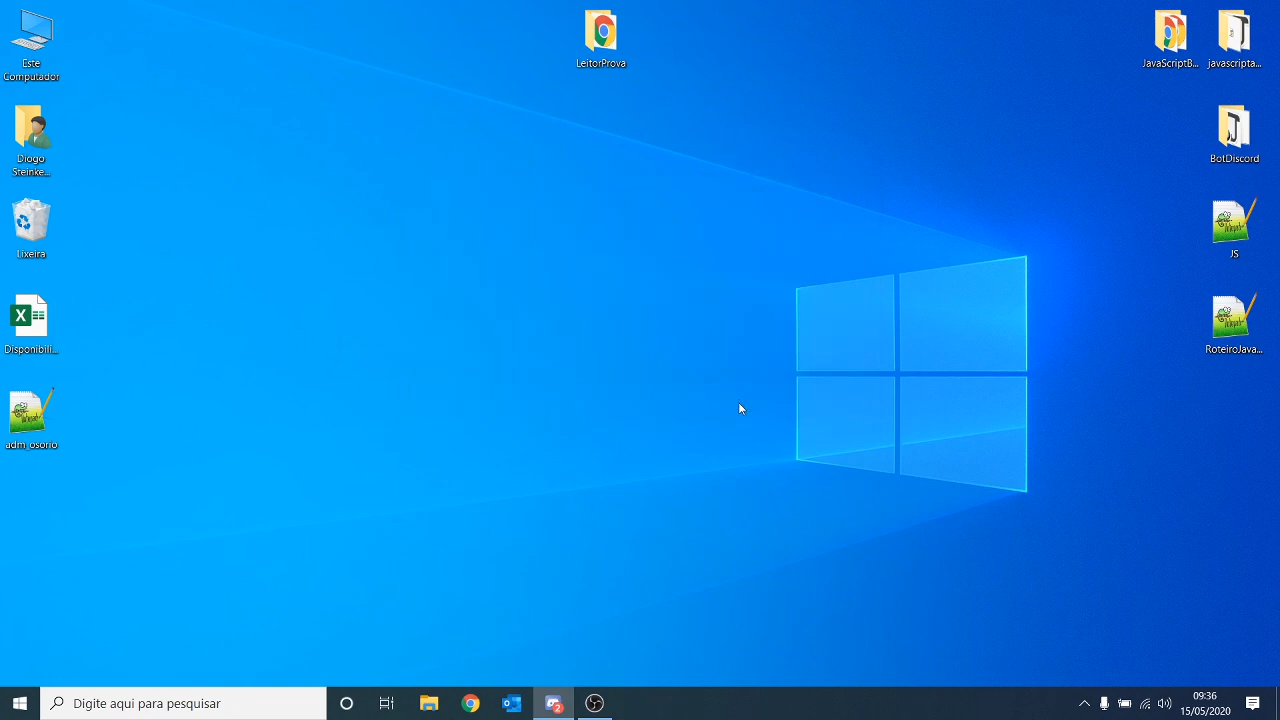 Este
Computador
LeitorProva
JavaScriptB...
javascripta...
Diogo
Steinke...
BotDiscord
Lixeira
JS
Disponibili...
RoteiroJava...
adm_osorio
Digite aqui para pesquisar
2
09:36
15/05/2020